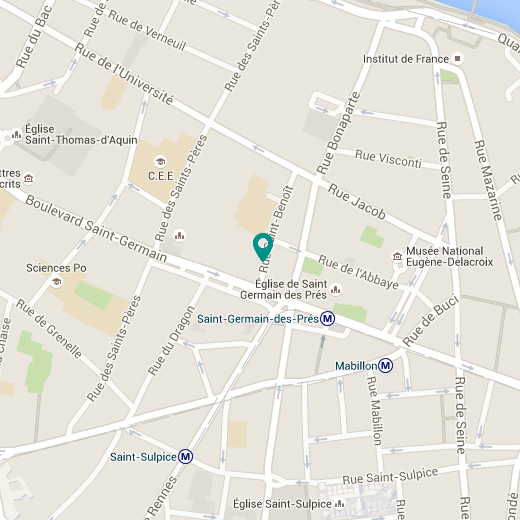 Rue du Bac
Rue de Verneuil
Rue de l'Université
Rue des Saints-Pères
Quai
Institut de France
Église
Saint-Thomas-d'Aquin
C.E.E
Rue Bonaparte
Rue Visconti
Rue de Seine
Rue Mazarine
ttres
crits
Rue des Saints-Pères
Rue Jacob
Boulevard Saint-Germain
Rue Saint-Benoît
Rue de l'Abbaye
Musée National
Eugène-Delacroix
Sciences Po
Église de Saint
Germain des Prés
Saint-Germain-des-Prés
M
Rue de Buci
Rue de Grenelle
Chaise
Rue des Saints-Pères
Rue du Dragon
Mabillon
M
Rue Mabillon
Rue de Seine
Saint-Sulpice
M
Rennes
Rue Saint-Sulpice
Église Saint-Sulpice
ondé